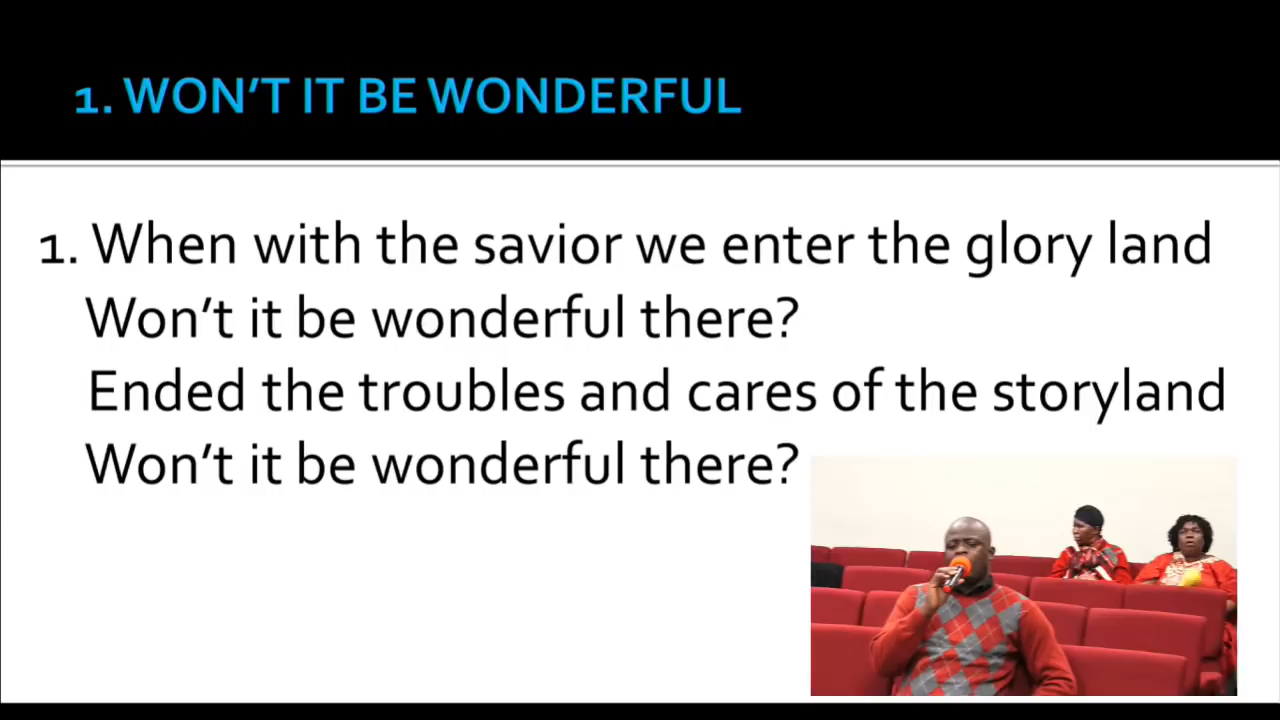 1. WON’T IT BE WONDERFUL
1. When with the savior we enter the glory land
Won’t it be wonderful there?
Ended the troubles and cares of the storyland
Won’t it be wonderful there?